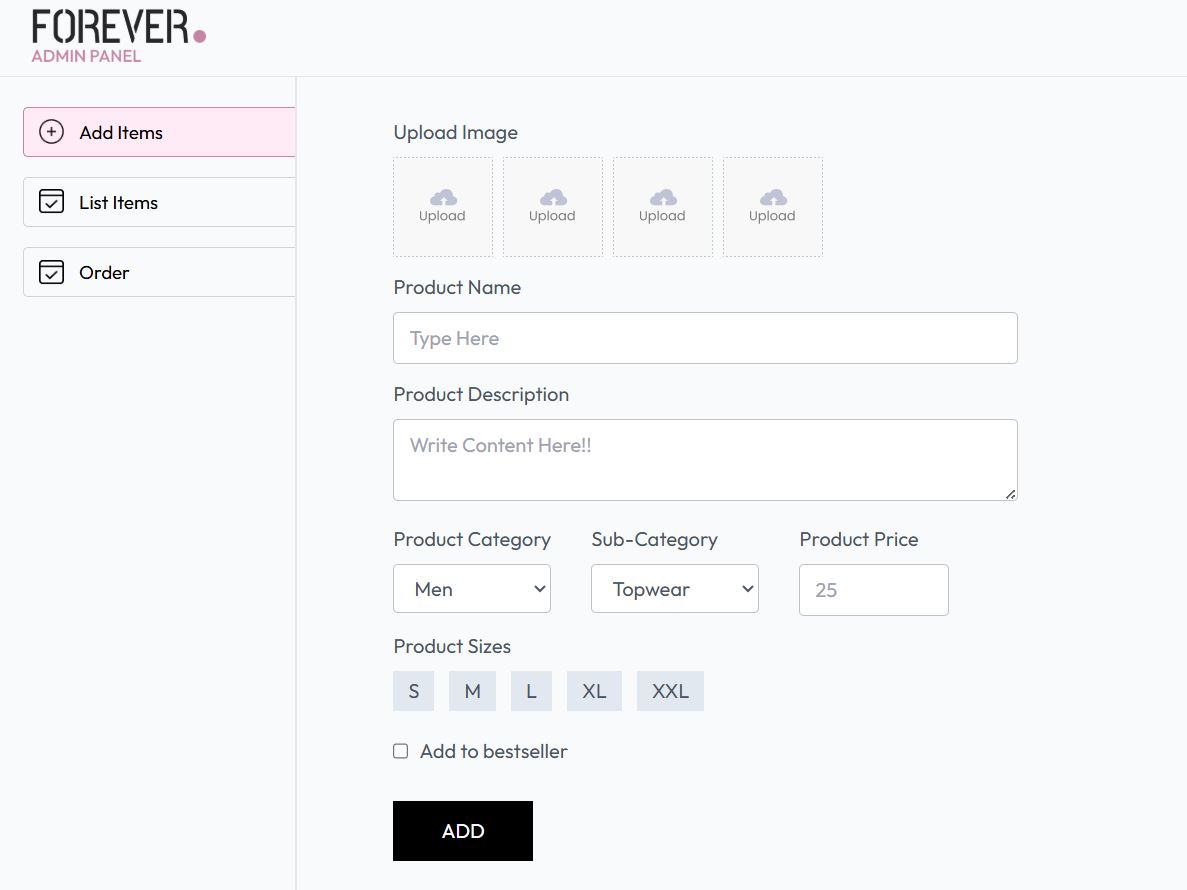 FOREVER.
ADMIN PANEL
Add Items
List Items
Order
Upload Image
Upload Upload Upload Upload
Product Name
Type Here
Product Description
Write Content Here!!
Product Category Sub-Category Product Price
Men Topwear 25
Product Sizes
S M L XL XXL
Add to bestseller
ADD